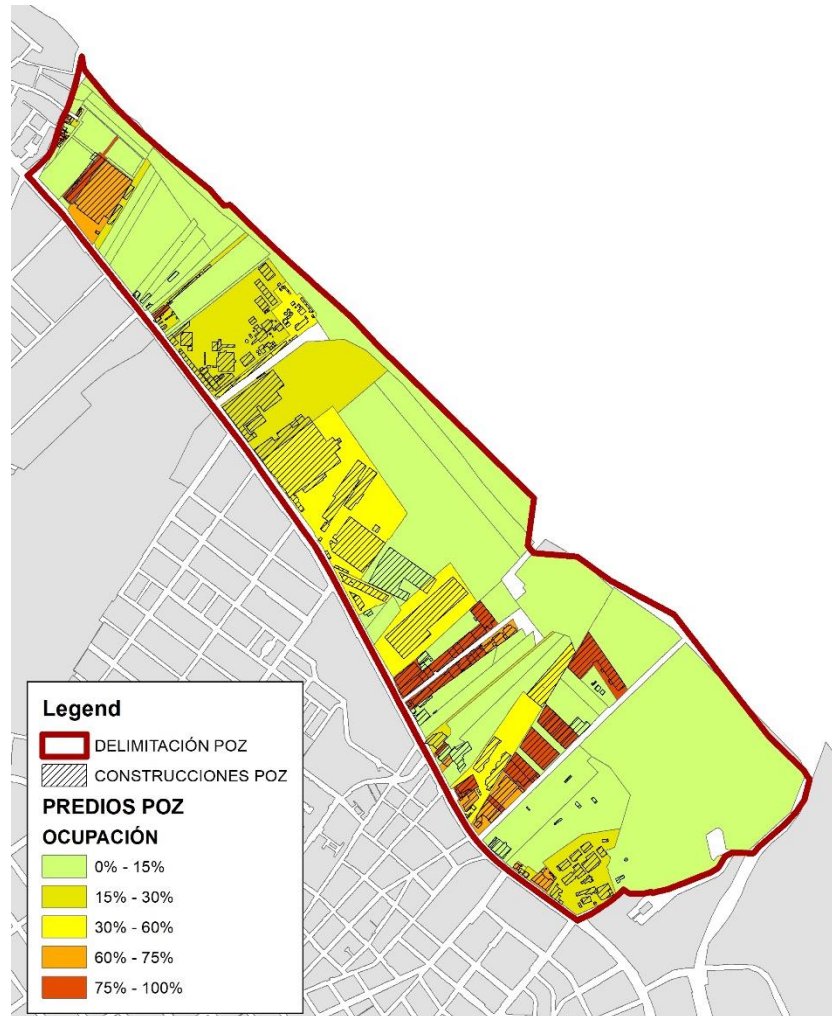 Legend
DELIMITACIÓN POZ
CONSTRUCCIONES POZ
PREDIOS POZ
OCUPACIÓN
0% - 15%
15% - 30%
30% - 60%
60% - 75%
75% - 100%